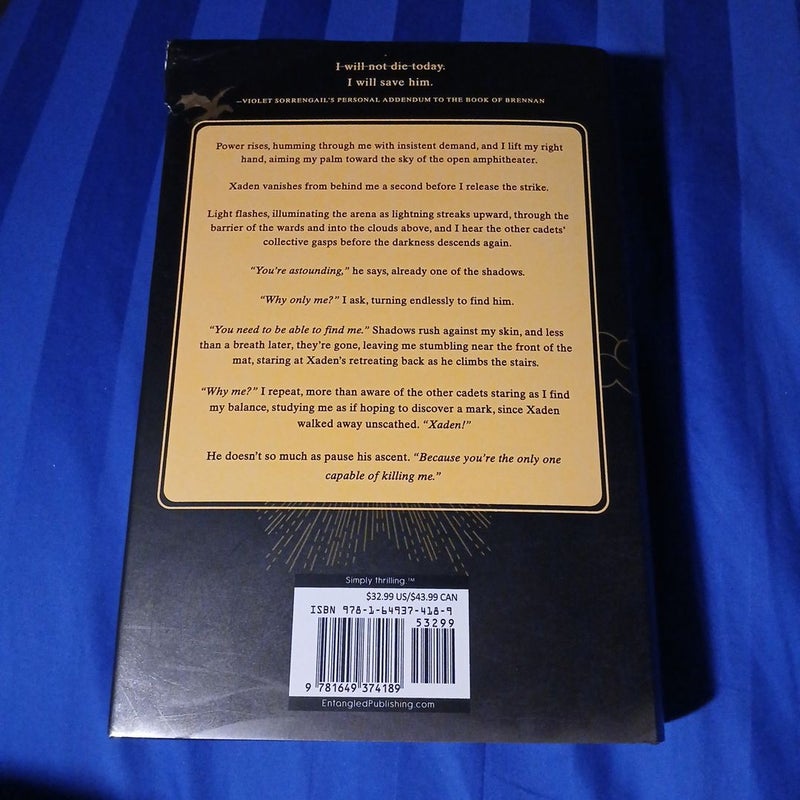 I will not die today.
I will save him.
—VIOLET SORRENGAIL'S PERSONAL ADDENDUM TO THE BOOK OF BRENNAN
Power rises, humming through me with insistent demand, and I lift my right
hand, aiming my palm toward the sky of the open amphitheater.
Xaden vanishes from behind me a second before I release the strike.
Light flashes, illuminating the arena as lightning streaks upward, through the
barrier of the wards and into the clouds above, and I hear the other cadets'
collective gasps before the darkness descends again.
"You're astounding," he says, already one of the shadows.
"Why only me?" I ask, turning endlessly to find him.
"You need to be able to find me." Shadows rush against my skin, and less
than a breath later, they're gone, leaving me stumbling near the front of the
mat, staring at Xaden's retreating back as he climbs the stairs.
"Why me?" I repeat, more than aware of the other cadets staring as I find
my balance, studying me as if hoping to discover a mark, since Xaden
walked away unscathed. "Xaden!"
He doesn't so much as pause his ascent. "Because you're the only one
capable of killing me."
Simply thrilling.™
$32.99 US/$43.99 CAN
ISBN 978-1-64937-418-9
53299
9 781649 374189
EntangledPublishing.com